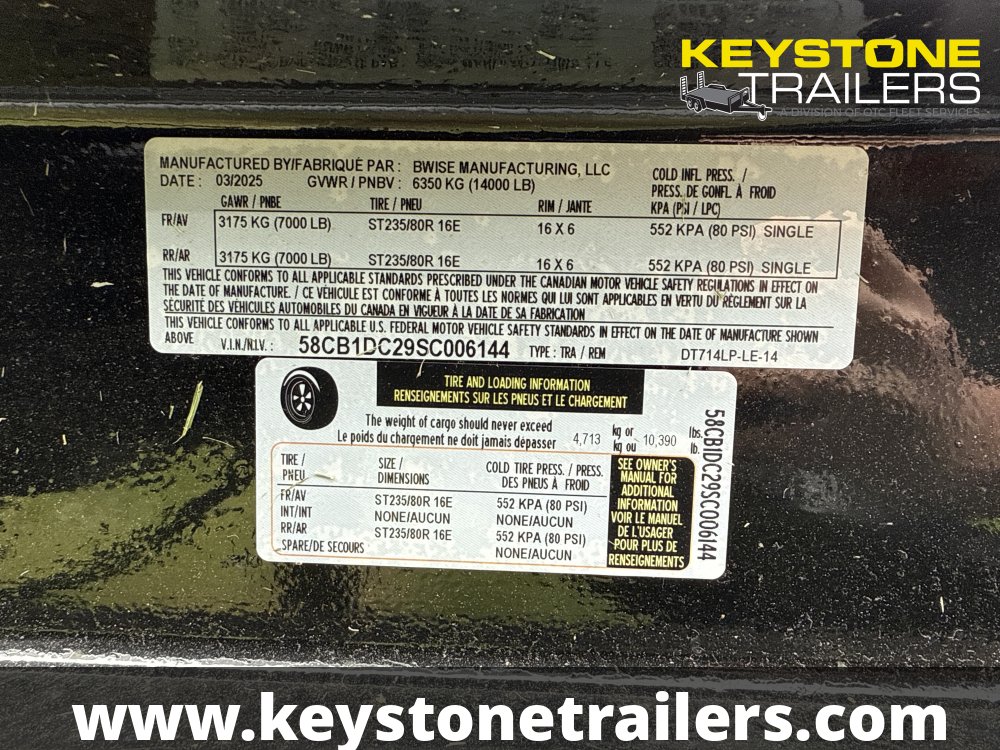 KEYSTONE
TRAILERS
A DIVISION OF OTC FLEET SERVICES
MANUFACTURED BY/FABRIQUÉ PAR : BWISE MANUFACTURING, LLC
DATE : 03/2025 GVWR / PNBV : 6350 KG (14000 LB)
COLD INFL PRESS. /
PRESS. DE GONFL À FROID
GAWR / PNBE TIRE / PNEU RIM / JANTE KPA (PSI / LPC)
FR/AV 3175 KG (7000 LB) ST235/80R 16E 16 X 6 552 KPA (80 PSI) SINGLE
RR/AR 3175 KG (7000 LB) ST235/80R 16E 16 X 6 552 KPA (80 PSI) SINGLE
THIS VEHICLE CONFORMS TO ALL APPLICABLE STANDARDS PRESCRIBED UNDER THE CANADIAN MOTOR VEHICLE SAFETY REGULATIONS IN EFFECT ON
THE DATE OF MANUFACTURE. / CE VÉHICULE EST CONFORME À TOUTES LES NORMES QUI LUI SONT APPLICABLES EN VERTU DU RÈGLEMENT SUR LA
SÉCURITÉ DES VÉHICULES AUTOMOBILES DU CANADA EN VIGUEUR À LA DATE DE SA FABRICATION
THIS VEHICLE CONFORMS TO ALL APPLICABLE U.S. FEDERAL MOTOR VEHICLE SAFETY STANDARDS IN EFFECT ON THE DATE OF MANUFACTURE SHOWN
ABOVE V.I.N./N.I.V. : 58CB1DC29SC006144 TYPE : TRA / REM DT714LP-LE-14
TIRE AND LOADING INFORMATION
RENSEIGNEMENTS SUR LES PNEUS ET LE CHARGEMENT
The weight of cargo should never exceed
Le poids du chargement ne doit jamais dépasser 4,713 kg or
kg ou 10,390 lbs.
lb.
TIRE /
PNEU
SIZE /
DIMENSIONS
COLD TIRE PRESS. / PRESS.
DES PNEUS À FROID
FR/AV ST235/80R 16E 552 KPA (80 PSI)
INT/INT NONE/AUCUN NONE/AUCUN
RR/AR ST235/80R 16E 552 KPA (80 PSI)
SPARE/DE SECOURS NONE/AUCUN
SEE OWNER'S
MANUAL FOR
ADDITIONAL
INFORMATION
VOIR LE MANUEL
DE L'USAGER
POUR PLUS DE
RENSEIGNEMENTS
58CB1DC29SC006144
www.keystonetrailers.com